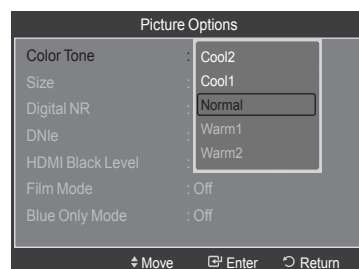 Picture Options
Color Tone : Cool2
Size : Cool1
Digital NR : Normal
DNIe : Warm1
HDMI Black Level : Warm2
Film Mode : Off
Blue Only Mode : Off
Move Enter Return